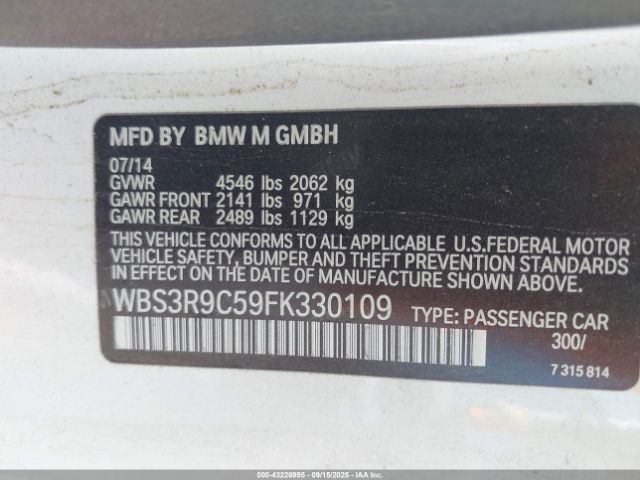 MFD BY BMW M GMBH
07/14
GVWR 4546 lbs 2062 kg
GAWR FRONT 2141 lbs 971 kg
GAWR REAR 2489 lbs 1129 kg
THIS VEHICLE CONFORMS TO ALL APPLICABLE U.S.FEDERAL MOTOR
VEHICLE SAFETY, BUMPER AND THEFT PREVENTION STANDARDS
IN EFFECT ON THE DATE OF MANUFACTURE SHOWN ABOVE.
WBS3R9C59FK330109 TYPE: PASSENGER CAR
300/
7 315 814
000-43226995 - 09/15/2025 - IAAI.COM